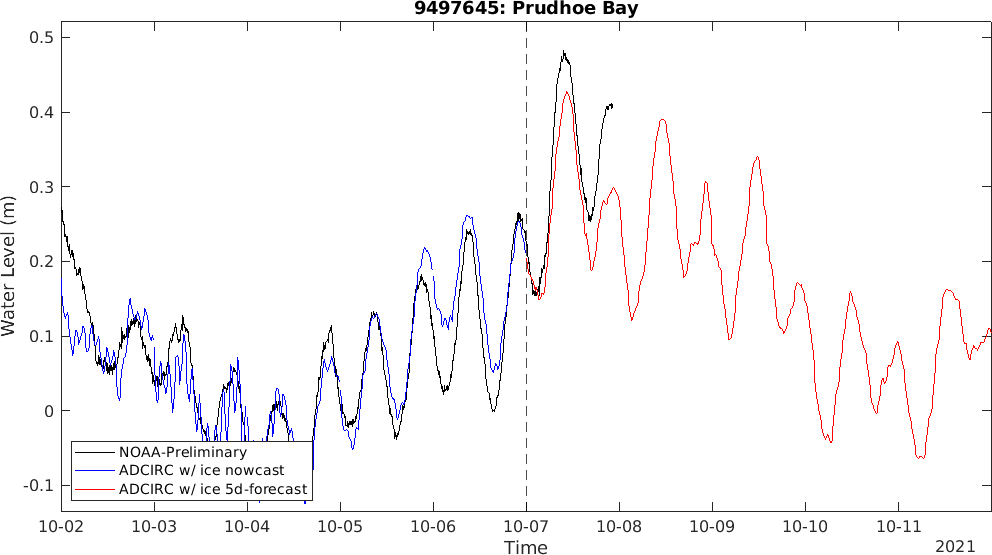 9497645: Prudhoe Bay
0.5
0.4
0.3
0.2
0.1
0
-0.1
Water Level (m)
NOAA-Preliminary
ADCIRC w/ ice nowcast
ADCIRC w/ ice 5d-forecast
10-02 10-03 10-04 10-05 10-06 10-07 10-08 10-09 10-10 10-11
Time
2021